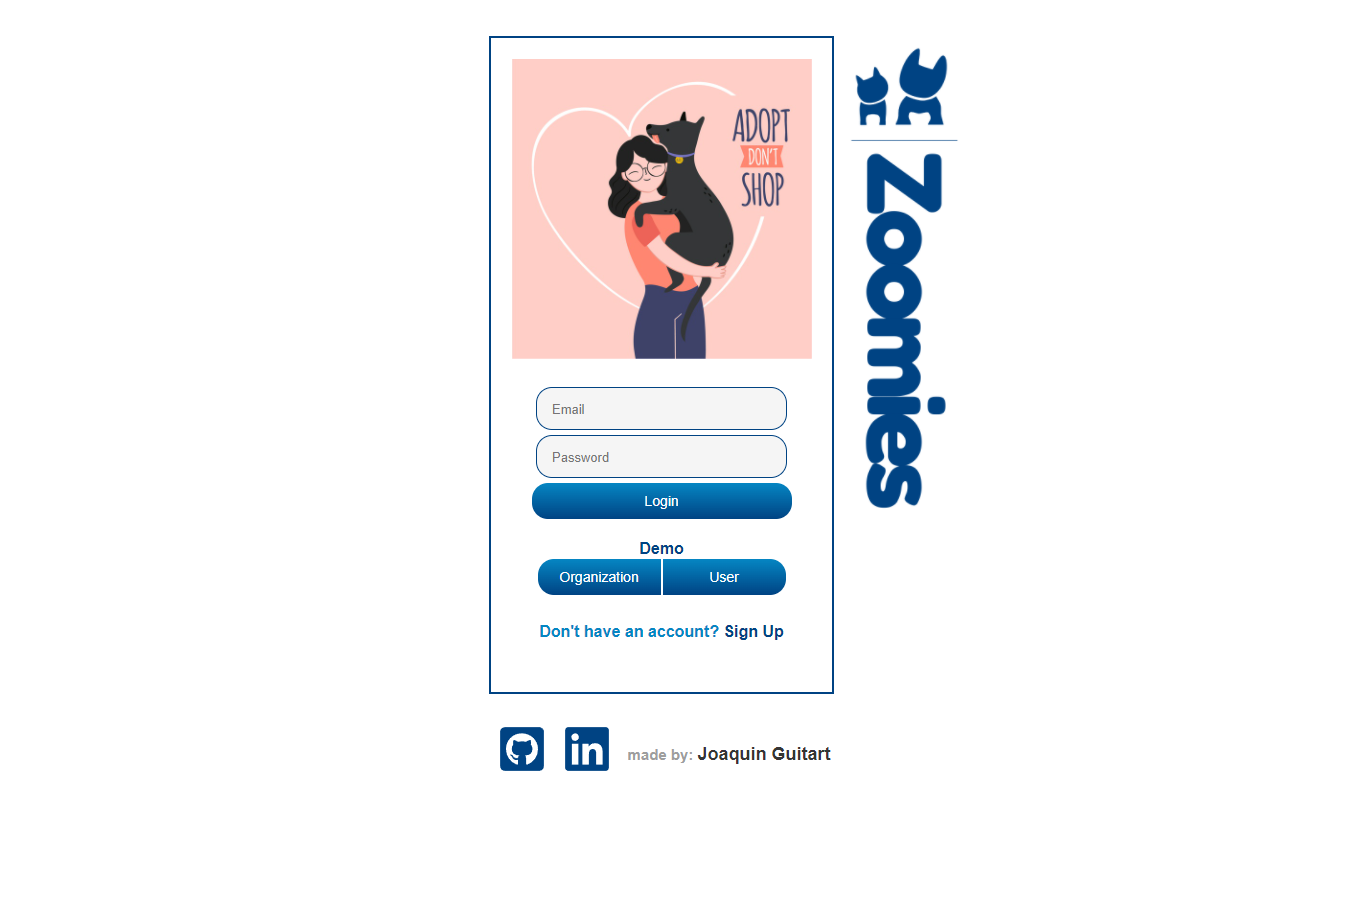 ADOPT
DON'T
SHOP
Zoomies
Email
Password
Login
Demo
Organization User
Don't have an account? Sign Up
in
made by: Joaquin Guitart